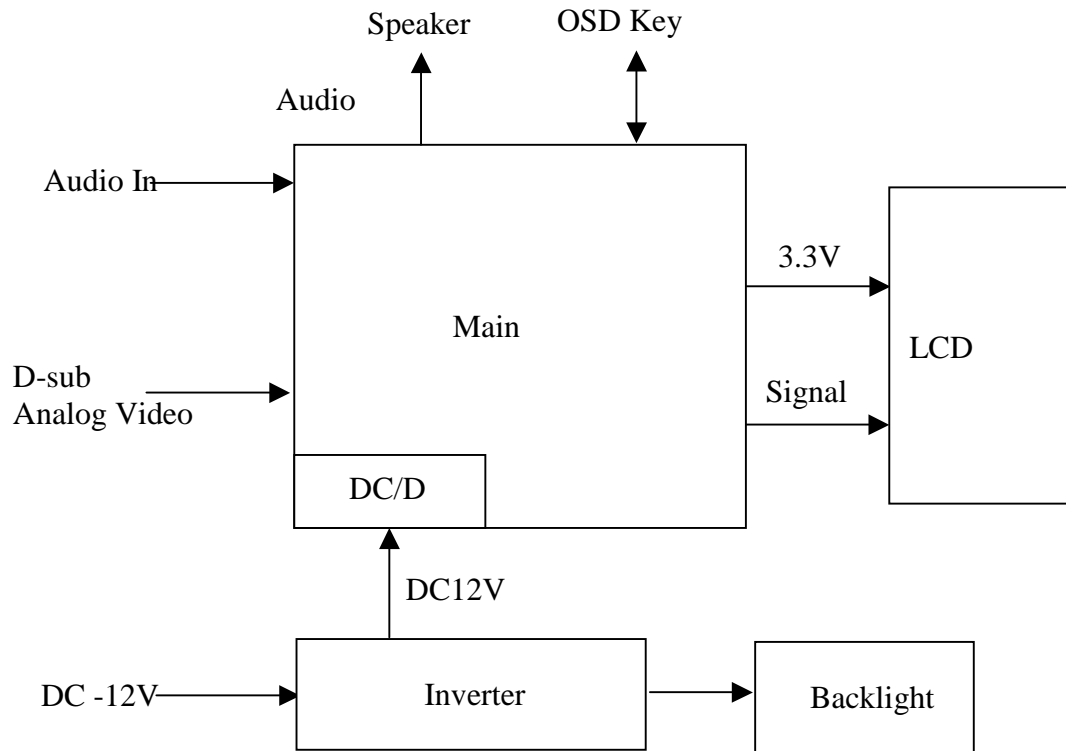 Speaker
OSD Key
Audio
Audio In
3.3V
Main
LCD
D-sub
Analog Video
Signal
DC/D
DC12V
DC -12V
Inverter
Backlight